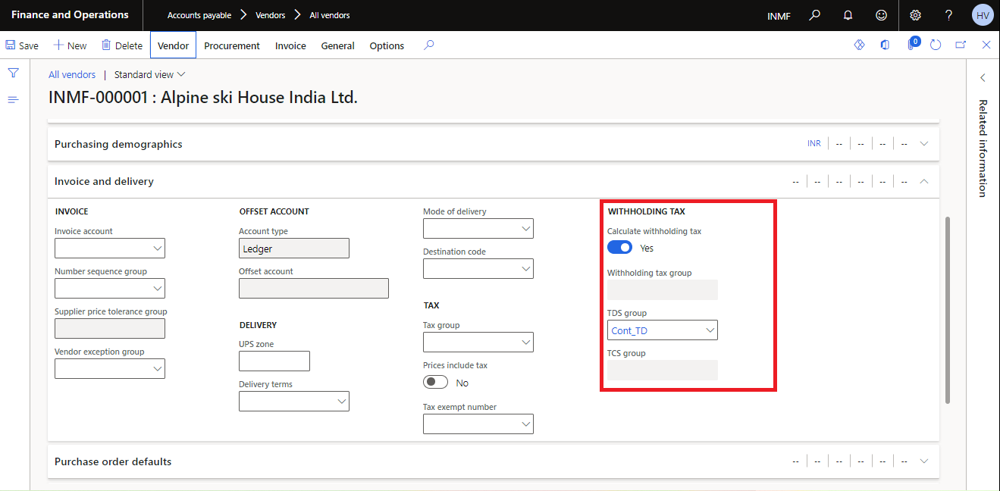 Finance and Operations
Accounts payable
Vendors
All vendors
INMF
?
HV
Save
New
Delete
Vendor
Procurement
Invoice
General
Options
0
All vendors | Standard view
INMF-000001 : Alpine ski House India Ltd.
Related information
Purchasing demographics
INR -- -- -- --
Invoice and delivery
-- -- -- -- -- --
INVOICE
Invoice account
Number sequence group
Supplier price tolerance group
Vendor exception group
OFFSET ACCOUNT
Account type
Ledger
Offset account
DELIVERY
UPS zone
Delivery terms
Mode of delivery
Destination code
TAX
Tax group
Prices include tax
No
Tax exempt number
WITHHOLDING TAX
Calculate withholding tax
Yes
Withholding tax group
TDS group
Cont_TD
TCS group
Purchase order defaults
-- -- -- -- -- --